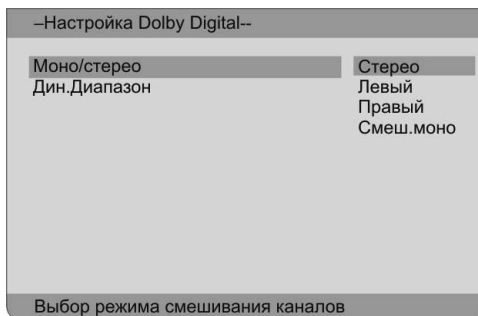 –Настройка Dolby Digital--
Моно/стерео Стерео
Дин.Диапазон Левый
Правый
Смеш.моно
Выбор режима смешивания каналов